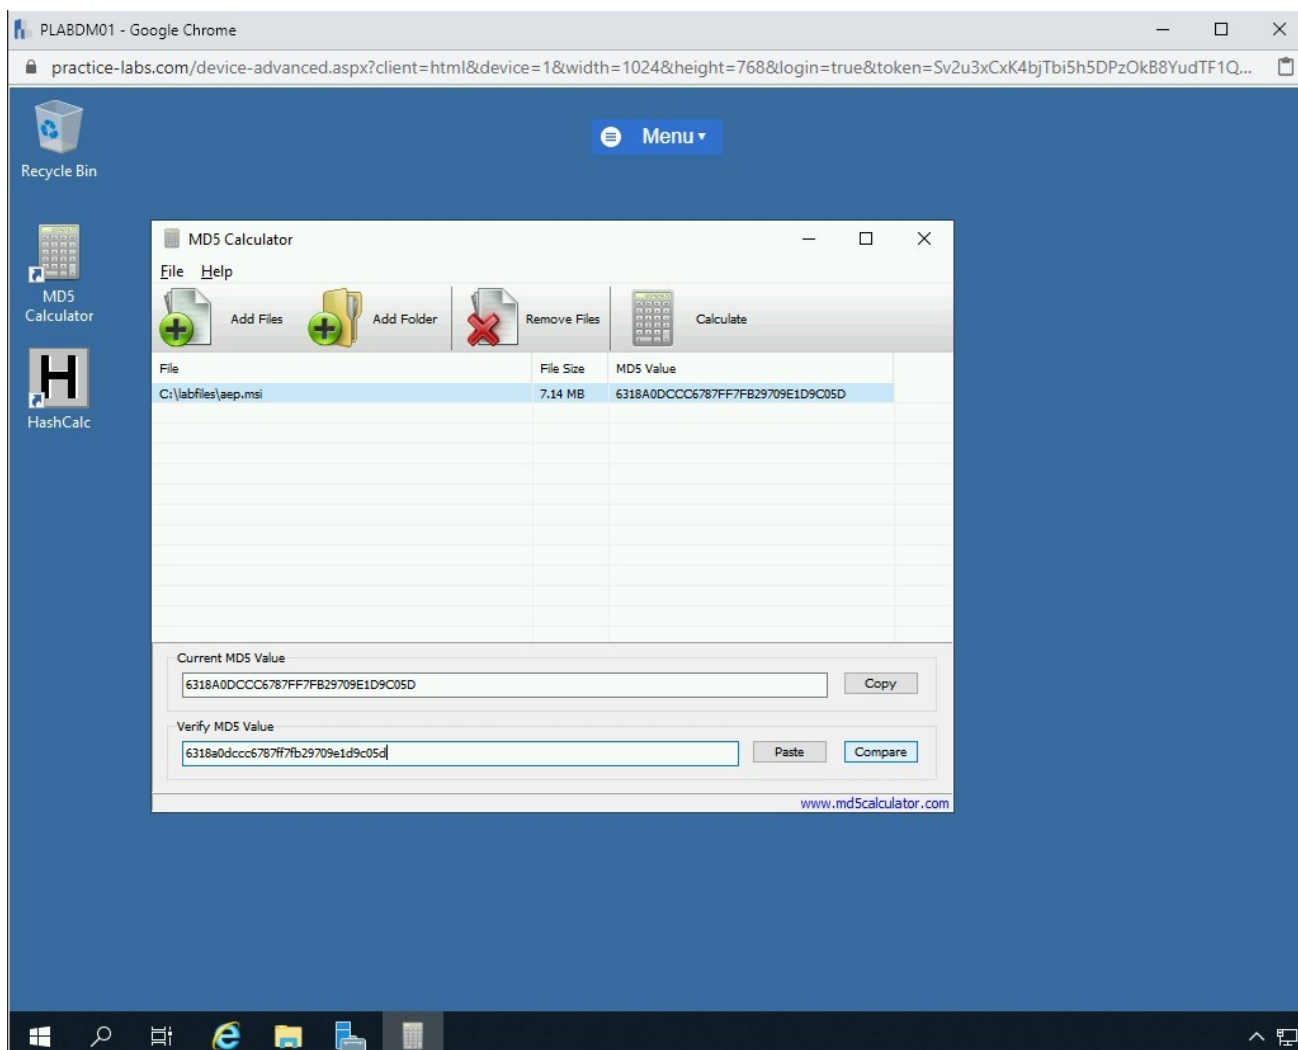 PLABDM01 - Google Chrome
practice-labs.com/device-advanced.aspx?client=html&device=1&width=1024&height=768&login=true&token=Sv2u3xCxK4bjTbi5h5DPzOkB8YudTF1Q...
Menu
Recycle Bin
MD5
Calculator
HashCalc
MD5 Calculator
File Help
Add Files Add Folder Remove Files Calculate
File File Size MD5 Value
C:\labfiles\aep.msi 7.14 MB 6318A0DCCC6787FF7FB29709E1D9C05D
Current MD5 Value
6318A0DCCC6787FF7FB29709E1D9C05D Copy
Verify MD5 Value
6318a0dccc6787ff7fb29709e1d9c05d Paste Compare
www.md5calculator.com